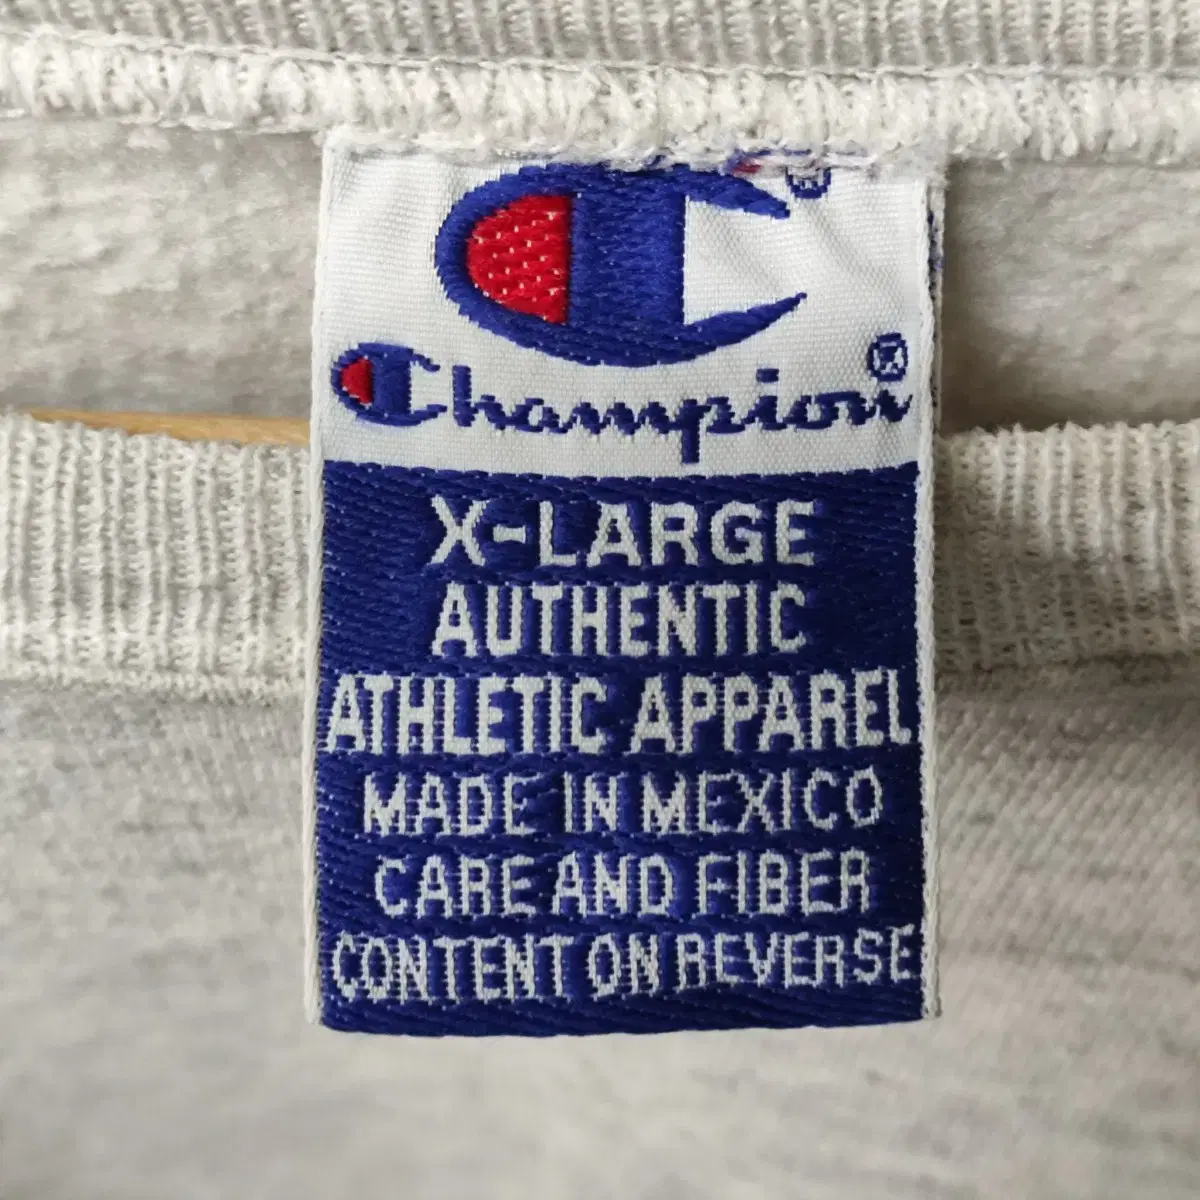 ®
Champion®
X-LARGE
AUTHENTIC
ATHLETIC APPAREL
MADE IN MEXICO
CARE AND FIBER
CONTENT ON REVERSE